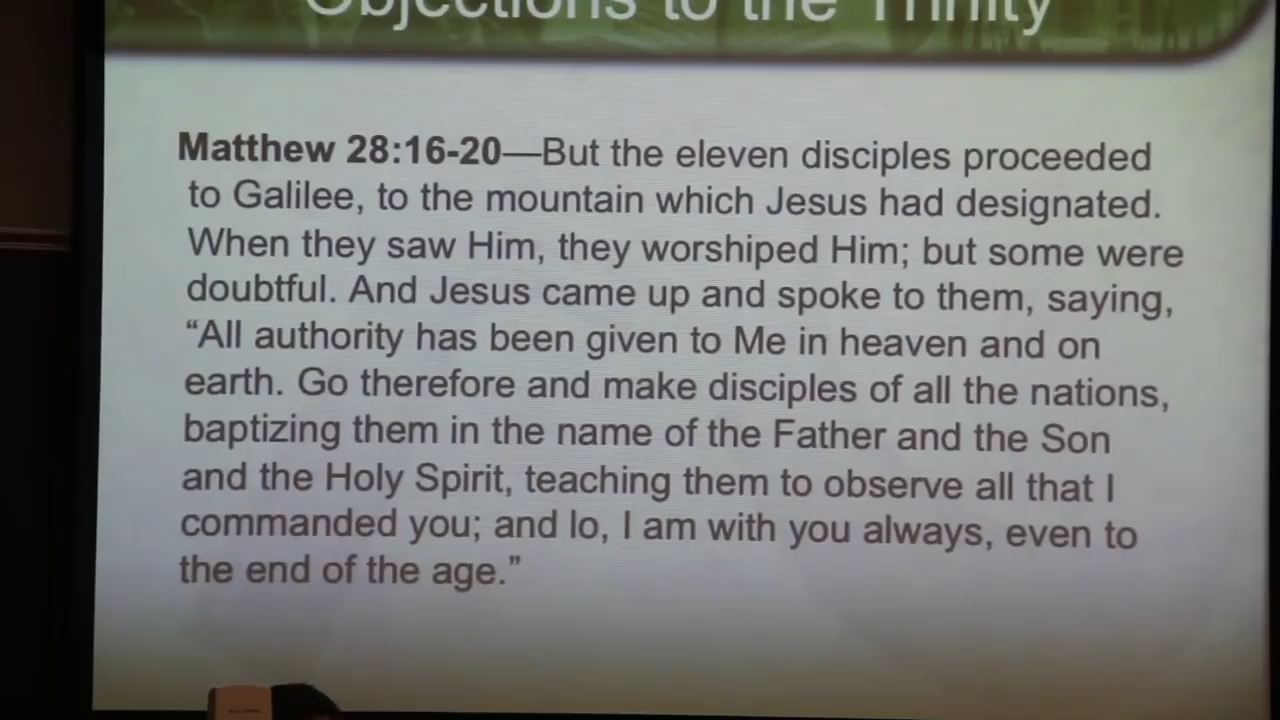 Objections to the Trinity
Matthew 28:16-20—But the eleven disciples proceeded
to Galilee, to the mountain which Jesus had designated.
When they saw Him, they worshiped Him; but some were
doubtful. And Jesus came up and spoke to them, saying,
“All authority has been given to Me in heaven and on
earth. Go therefore and make disciples of all the nations,
baptizing them in the name of the Father and the Son
and the Holy Spirit, teaching them to observe all that I
commanded you; and lo, I am with you always, even to
the end of the age.”